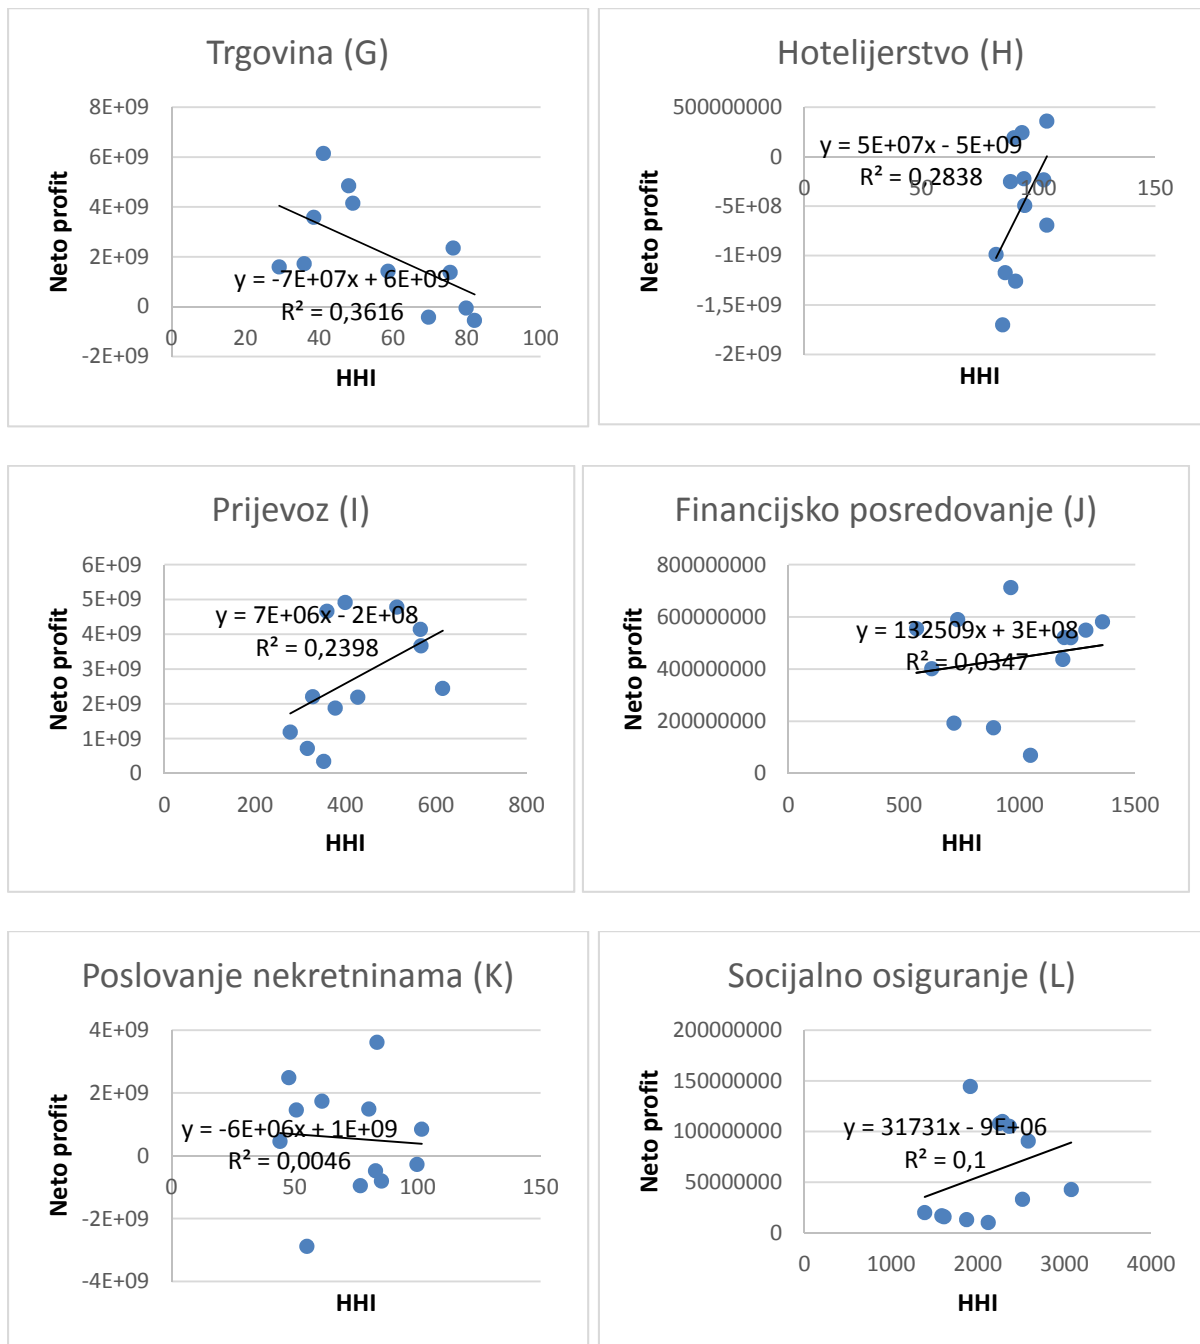 Trgovina (G)
8E+09
6E+09
4E+09
2E+09
0
-2E+09
Neto profit
y = -7E+07x + 6E+09
R² = 0,3616
0 20 40 60 80 100
HHI
Hotelijerstvo (H)
500000000
0
-5E+08
-1E+09
-1,5E+09
-2E+09
Neto profit
y = 5E+07x - 5E+09
R² = 0,2838
0 50 100 150
HHI
Prijevoz (I)
6E+09
5E+09
4E+09
3E+09
2E+09
1E+09
0
Neto profit
y = 7E+06x - 2E+08
R² = 0,2398
0 200 400 600 800
HHI
Financijsko posredovanje (J)
800000000
600000000
400000000
200000000
0
Neto profit
y = 132509x + 3E+08
R² = 0,0347
0 500 1000 1500
HHI
Poslovanje nekretninama (K)
4E+09
2E+09
0
-2E+09
-4E+09
Neto profit
y = -6E+06x + 1E+09
R² = 0,0046
0 50 100 150
HHI
Socijalno osiguranje (L)
200000000
150000000
100000000
50000000
0
Neto profit
y = 31731x - 9E+06
R² = 0,1
0 1000 2000 3000 4000
HHI